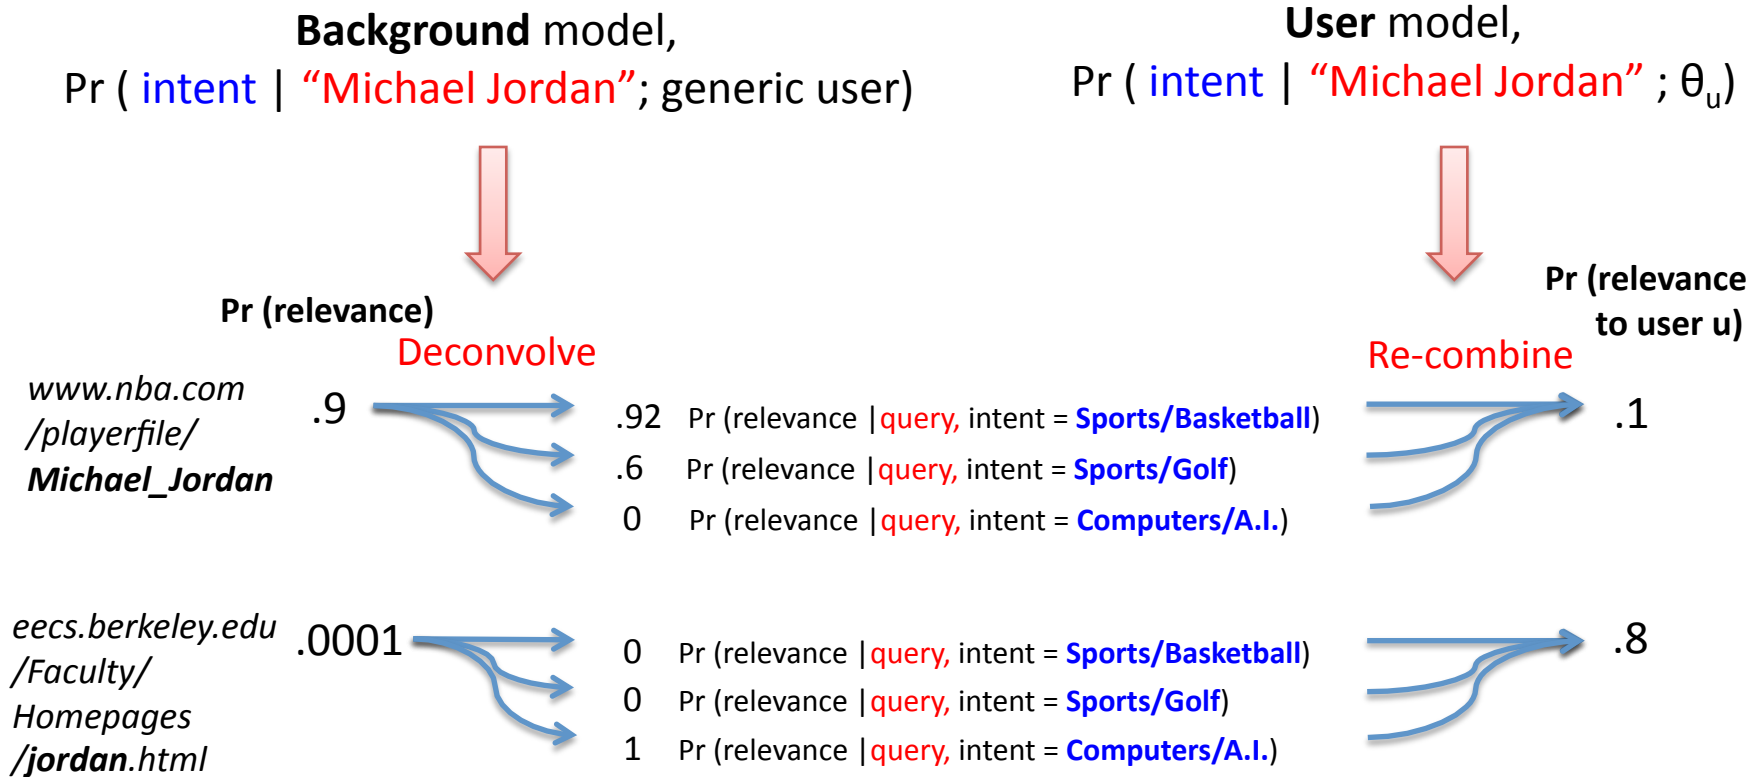 Background model,
Pr ( intent | “Michael Jordan”; generic user)
User model,
Pr ( intent | “Michael Jordan” ; θu)
Pr (relevance)
Deconvolve
Pr (relevance
to user u)
Re-combine
www.nba.com
/playerfile/
Michael_Jordan
.9
.92 Pr (relevance |query, intent = Sports/Basketball)
.6 Pr (relevance |query, intent = Sports/Golf)
0 Pr (relevance |query, intent = Computers/A.I.)
.1
eecs.berkeley.edu
/Faculty/
Homepages
/jordan.html
.0001
0 Pr (relevance |query, intent = Sports/Basketball)
0 Pr (relevance |query, intent = Sports/Golf)
1 Pr (relevance |query, intent = Computers/A.I.)
.8